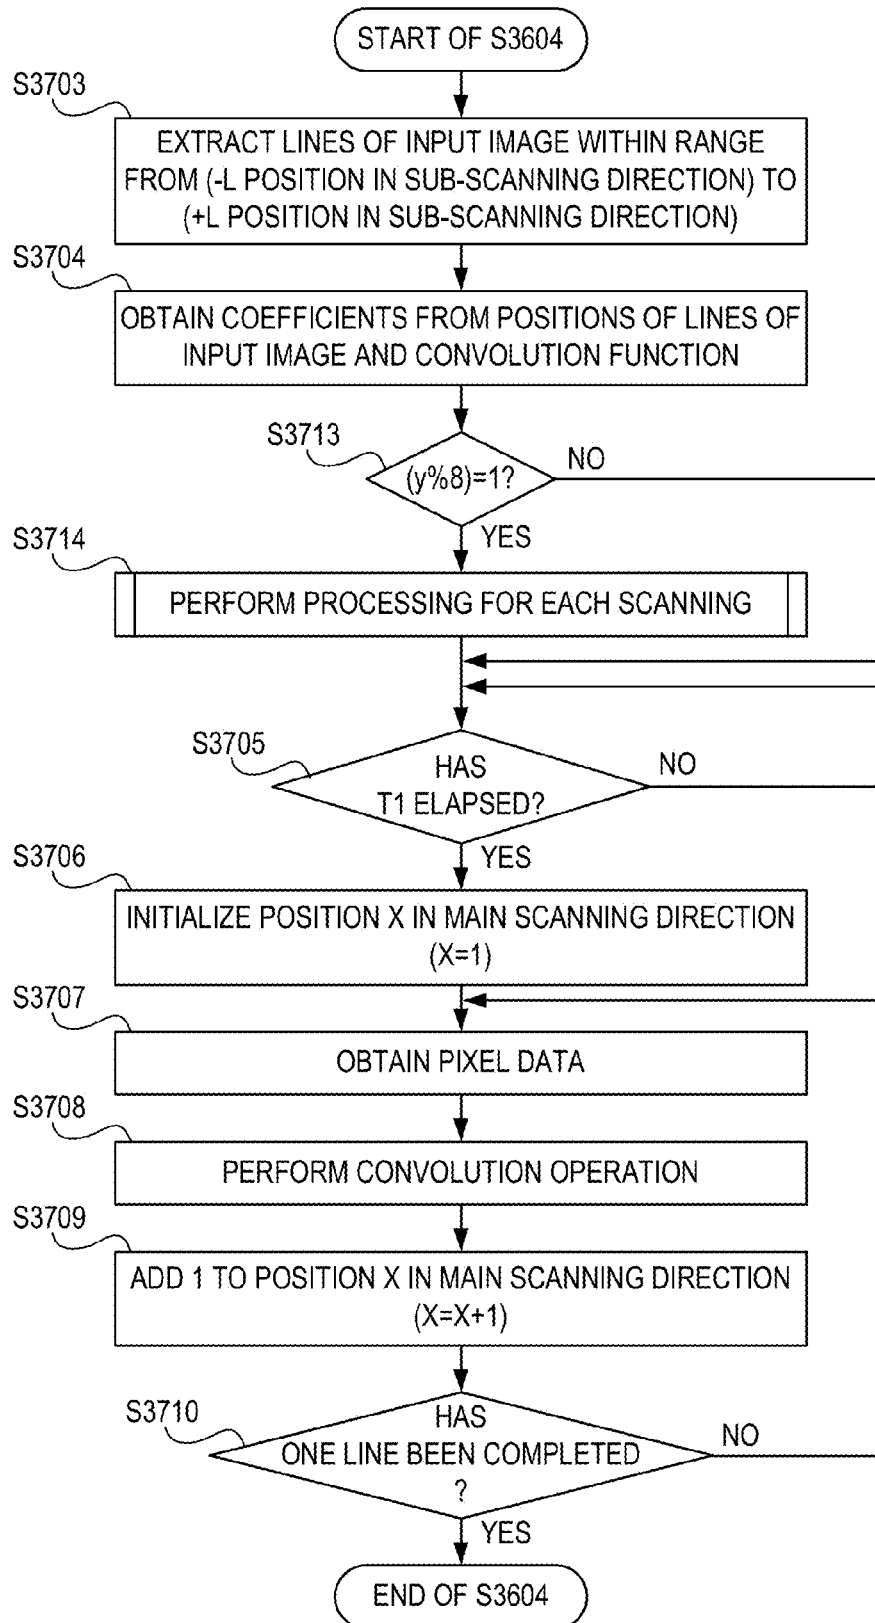 START OF S3604
S3703
EXTRACT LINES OF INPUT IMAGE WITHIN RANGE
FROM (-L POSITION IN SUB-SCANNING DIRECTION) TO
(+L POSITION IN SUB-SCANNING DIRECTION)
S3704
OBTAIN COEFFICIENTS FROM POSITIONS OF LINES OF
INPUT IMAGE AND CONVOLUTION FUNCTION
S3713
(y%8)=1?
NO
YES
S3714
PERFORM PROCESSING FOR EACH SCANNING
S3705
HAS
T1 ELAPSED?
NO
YES
S3706
INITIALIZE POSITION X IN MAIN SCANNING DIRECTION
(X=1)
S3707
OBTAIN PIXEL DATA
S3708
PERFORM CONVOLUTION OPERATION
S3709
ADD 1 TO POSITION X IN MAIN SCANNING DIRECTION
(X=X+1)
S3710
HAS
ONE LINE BEEN COMPLETED
?
NO
YES
END OF S3604